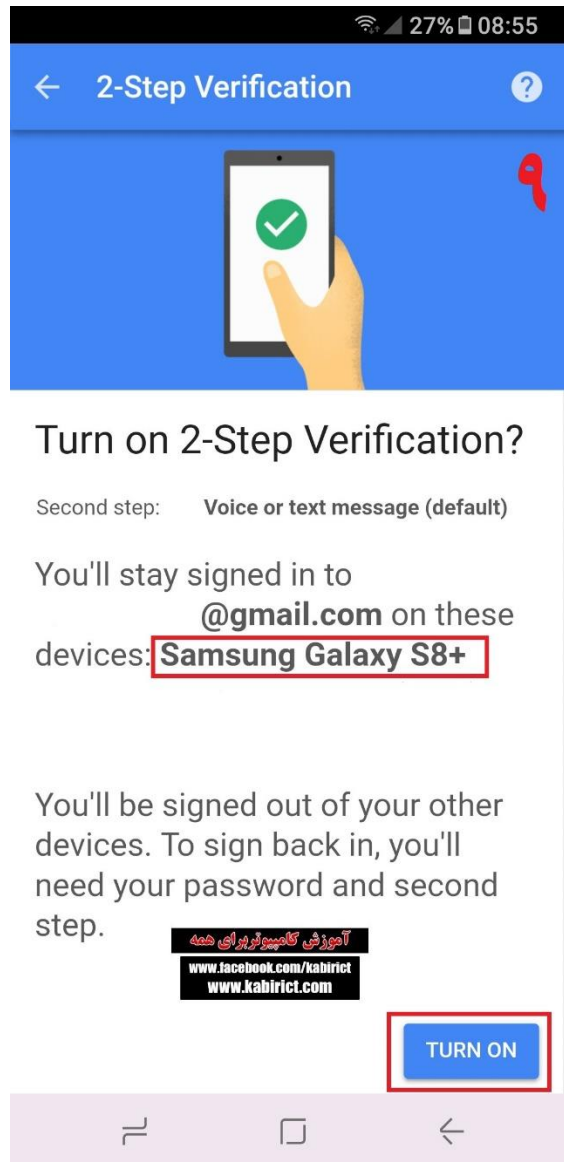 27% 08:55
2-Step Verification ?
۹
Turn on 2-Step Verification?
Second step: Voice or text message (default)
You'll stay signed in to
@gmail.com on these
devices: Samsung Galaxy S8+
You'll be signed out of your other
devices. To sign back in, you'll
need your password and second
step.
آموزش کامپیوتر برای همه
www.facebook.com/kabirict
www.kabirict.com
TURN ON